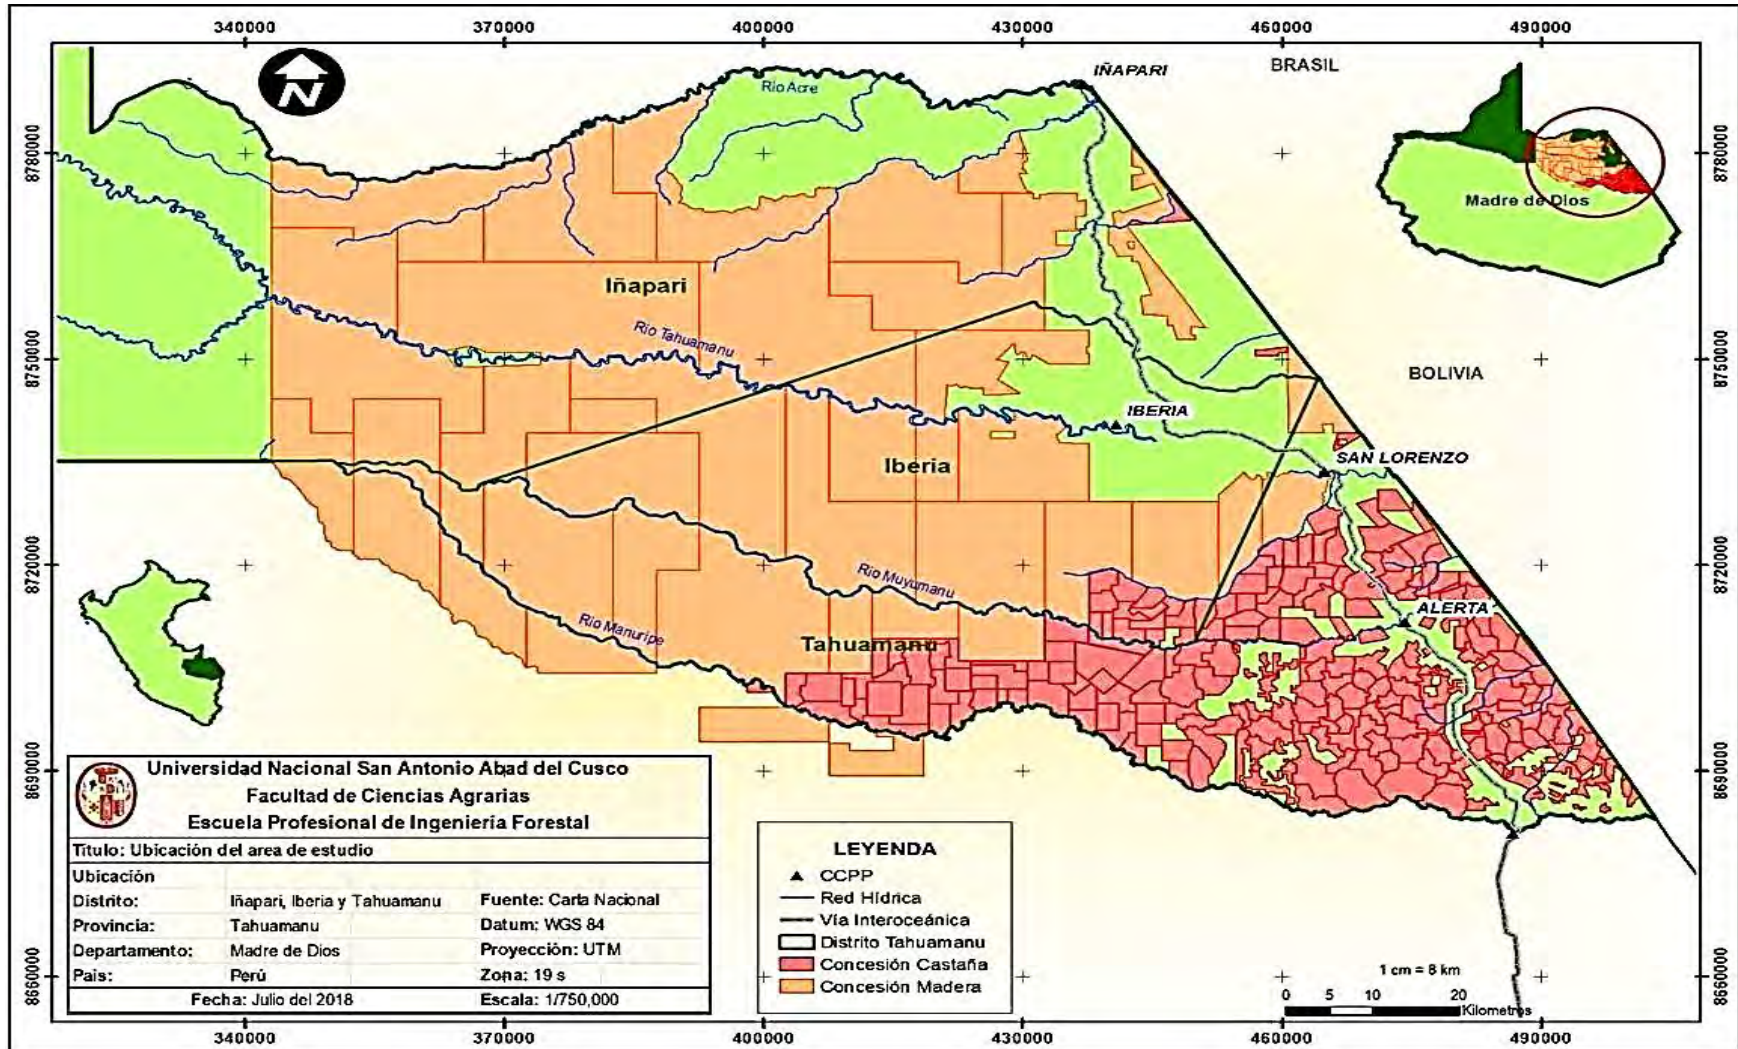 340000 370000 400000 430000 460000 490000
IÑAPARI
BRASIL
N
Rio Acre
8780000
8780000
Madre de Dios
Iñapari
Rio Tahuamanu
8750000
8750000
BOLIVIA
IBERIA
Iberia
SAN LORENZO
8720000
8720000
Rio Muyumanu
ALERTA
Rio Manuripe
Tahuamanu
8690000
8690000
Universidad Nacional San Antonio Abad del Cusco
Facultad de Ciencias Agrarias
Escuela Profesional de Ingeniería Forestal
Título: Ubicación del area de estudio
Ubicación
Distrito: Iñapari, Iberia y Tahuamanu Fuente: Carta Nacional
Provincia: Tahuamanu Datum: WGS 84
Departamento: Madre de Dios Proyección: UTM
Pais: Perú Zona: 19 s
Fecha: Julio del 2018 Escala: 1/750,000
LEYENDA
CCPP
Red Hídrica
Vía Interoceánica
Distrito Tahuamanu
Concesión Castaña
Concesión Madera
8660000
8660000
1 cm = 8 km
0 5 10 20
Kilometros
340000 370000 400000 430000 460000 490000